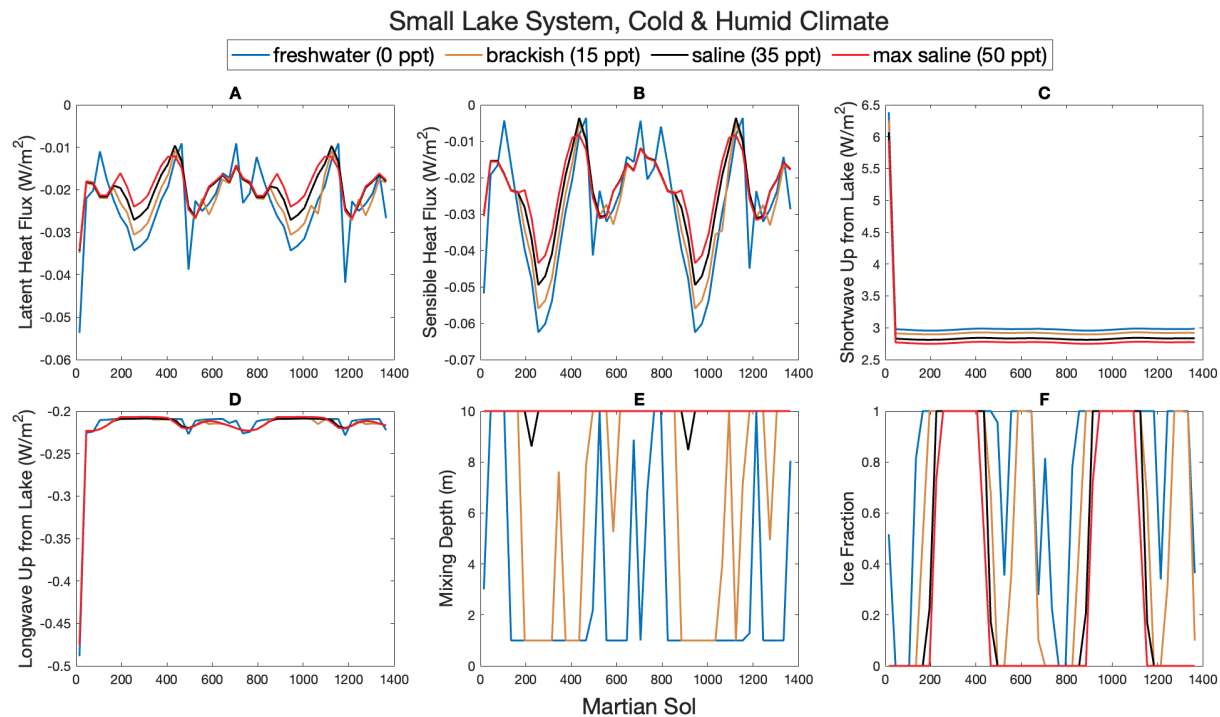 Small Lake System, Cold & Humid Climate
freshwater (0 ppt) brackish (15 ppt) saline (35 ppt) max saline (50 ppt)
A
Latent Heat Flux (W/m²)
0
-0.01
-0.02
-0.03
-0.04
-0.05
-0.06
0 200 400 600 800 1000 1200 1400
B
Sensible Heat Flux (W/m²)
0
-0.01
-0.02
-0.03
-0.04
-0.05
-0.06
-0.07
0 200 400 600 800 1000 1200 1400
C
Shortwave Up from Lake (W/m²)
6.5
6
5.5
5
4.5
4
3.5
3
2.5
0 200 400 600 800 1000 1200 1400
D
Longwave Up from Lake (W/m²)
-0.2
-0.25
-0.3
-0.35
-0.4
-0.45
-0.5
0 200 400 600 800 1000 1200 1400
E
Mixing Depth (m)
10
8
6
4
2
0
0 200 400 600 800 1000 1200 1400
F
Ice Fraction
1
0.8
0.6
0.4
0.2
0
0 200 400 600 800 1000 1200 1400
Martian Sol